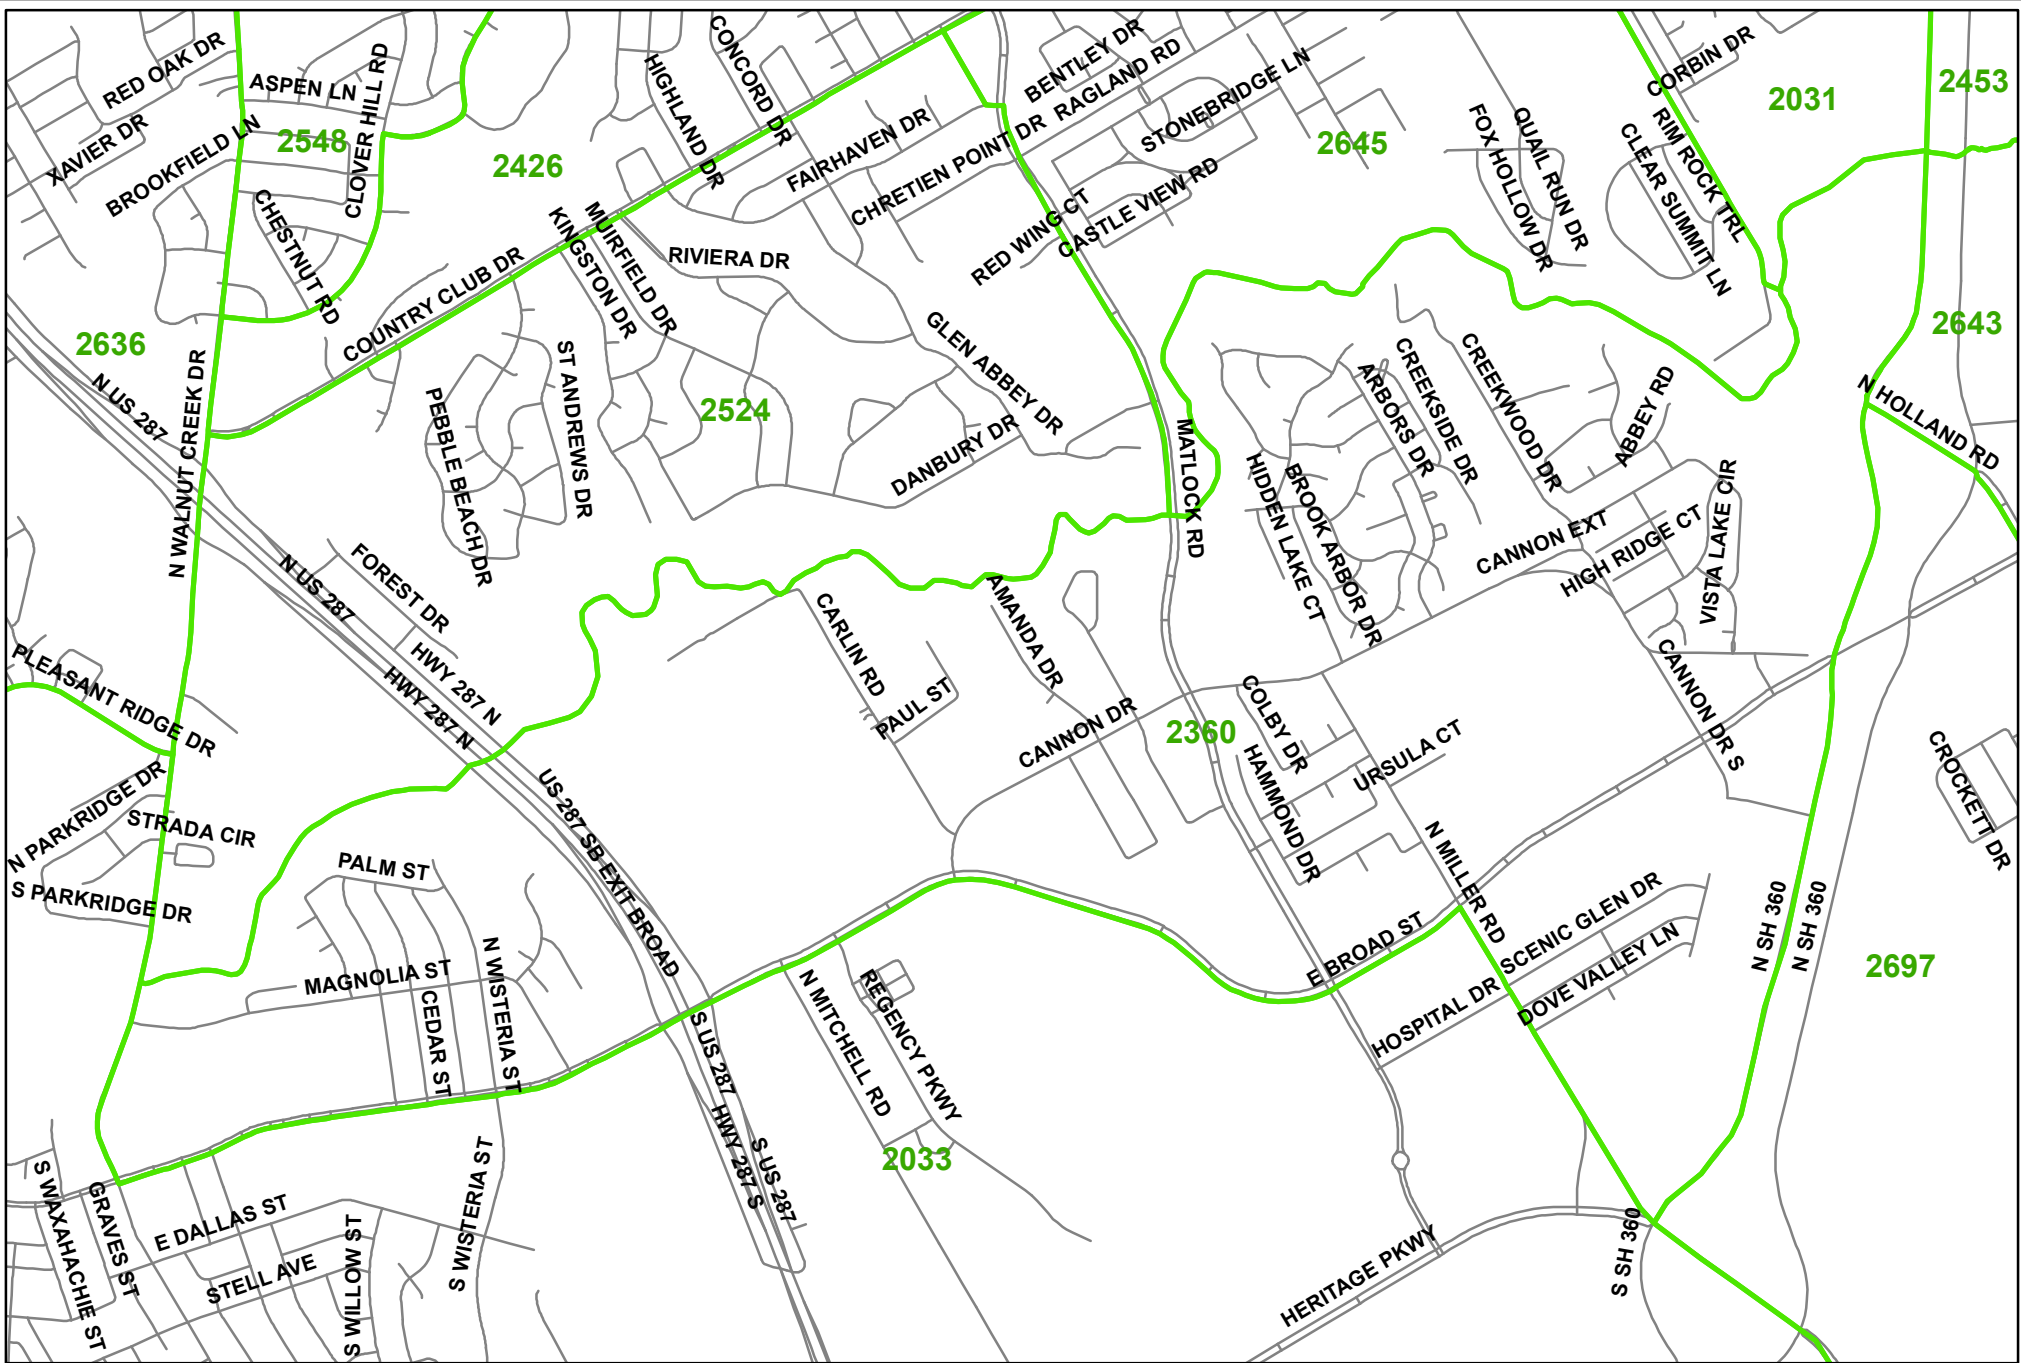 RED OAK DR
XAVIER DR
BROOKFIELD LN
ASPEN LN
2548
CLOVER HILL RD
CHESTNUT RD
2426
HIGHLAND DR
CONCORD DR
FAIRHAVEN DR
CHRETIEN POINT DR
BENTLEY DR
RAGLAND RD
STONEBRIDGE LN
2645
RED WING CT
CASTLE VIEW RD
FOX HOLLOW DR
QUAIL RUN DR
CORBIN DR
RIM ROCK TRL
CLEAR SUMMIT LN
2031
2453
2643
N HOLLAND RD
2636
N US 287
N WALNUT CREEK DR
COUNTRY CLUB DR
KINGSTON DR
MUIRFIELD DR
RIVIERA DR
ST ANDREWS DR
PEBBLE BEACH DR
2524
GLEN ABBEY DR
DANBURY DR
MATLOCK RD
ARBORS DR
CREEKSIDE DR
CREEKWOOD DR
ABBEY RD
HIDDEN LAKE CT
BROOK ARBOR DR
CANNON EXT
HIGH RIDGE CT
VISTA LAKE CIR
N US 287
FOREST DR
HWY 287 N
HWY 287 N
PLEASANT RIDGE DR
N PARKRIDGE DR
STRADA CIR
S PARKRIDGE DR
CARLIN RD
PAUL ST
AMANDA DR
CANNON DR
2360
COLBY DR
HAMMOND DR
URSULA CT
CANNON DR S
CROCKETT DR
US 287 SB EXIT BROAD
PALM ST
MAGNOLIA ST
CEDAR ST
N WISTERIA ST
N MILLER RD
E BROAD ST
SCENIC GLEN DR
HOSPITAL DR
DOVE VALLEY LN
N SH 360
N SH 360
2697
N MITCHELL RD
REGENCY PKWY
2033
S US 287
HWY 287 S
S US 287
S WAXAHACHIE ST
GRAVES ST
E DALLAS ST
STELL AVE
S WILLOW ST
S WISTERIA ST
HERITAGE PKWY
S SH 360